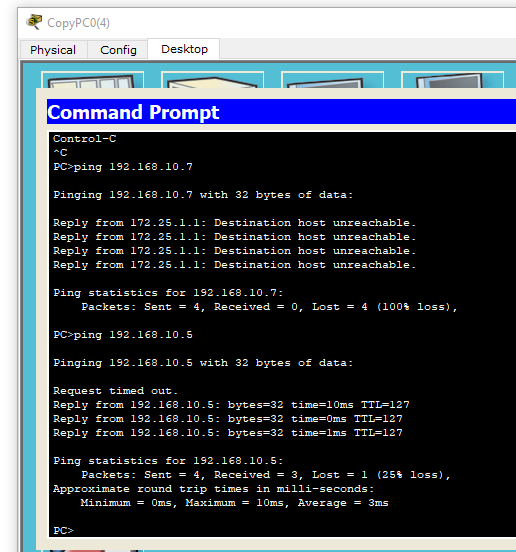 CopyPC0(4)
Physical Config Desktop
Command Prompt
Control-C
^C
PC>ping 192.168.10.7
Pinging 192.168.10.7 with 32 bytes of data:
Reply from 172.25.1.1: Destination host unreachable.
Reply from 172.25.1.1: Destination host unreachable.
Reply from 172.25.1.1: Destination host unreachable.
Reply from 172.25.1.1: Destination host unreachable.
Ping statistics for 192.168.10.7:
Packets: Sent = 4, Received = 0, Lost = 4 (100% loss),
PC>ping 192.168.10.5
Pinging 192.168.10.5 with 32 bytes of data:
Request timed out.
Reply from 192.168.10.5: bytes=32 time=10ms TTL=127
Reply from 192.168.10.5: bytes=32 time=0ms TTL=127
Reply from 192.168.10.5: bytes=32 time=1ms TTL=127
Ping statistics for 192.168.10.5:
Packets: Sent = 4, Received = 3, Lost = 1 (25% loss),
Approximate round trip times in milli-seconds:
Minimum = 0ms, Maximum = 10ms, Average = 3ms
PC>